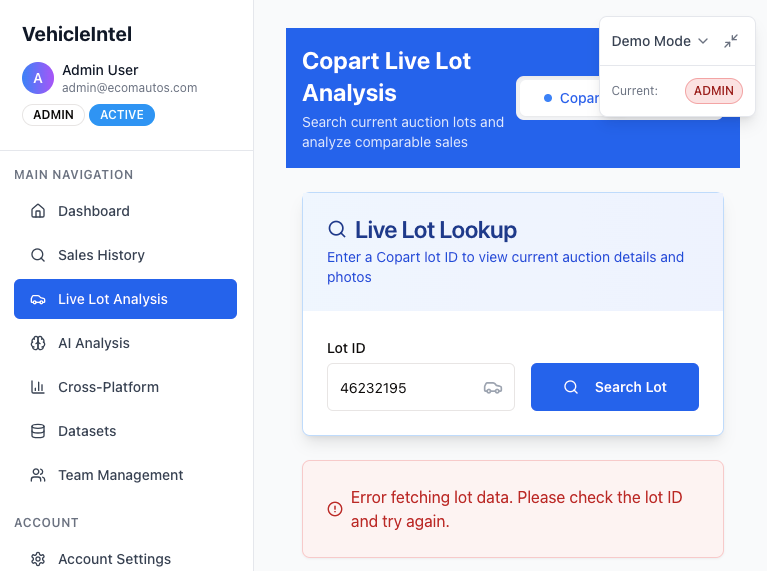 VehicleIntel
A
Admin User
admin@ecomautos.com
ADMIN
ACTIVE
MAIN NAVIGATION
Dashboard
Sales History
Live Lot Analysis
AI Analysis
Cross-Platform
Datasets
Team Management
ACCOUNT
Account Settings
Copart Live Lot
Analysis
Search current auction lots and
analyze comparable sales
Demo Mode
Current:
ADMIN
Live Lot Lookup
Enter a Copart lot ID to view current auction details and
photos
Lot ID
46232195
Search Lot
Error fetching lot data. Please check the lot ID
and try again.